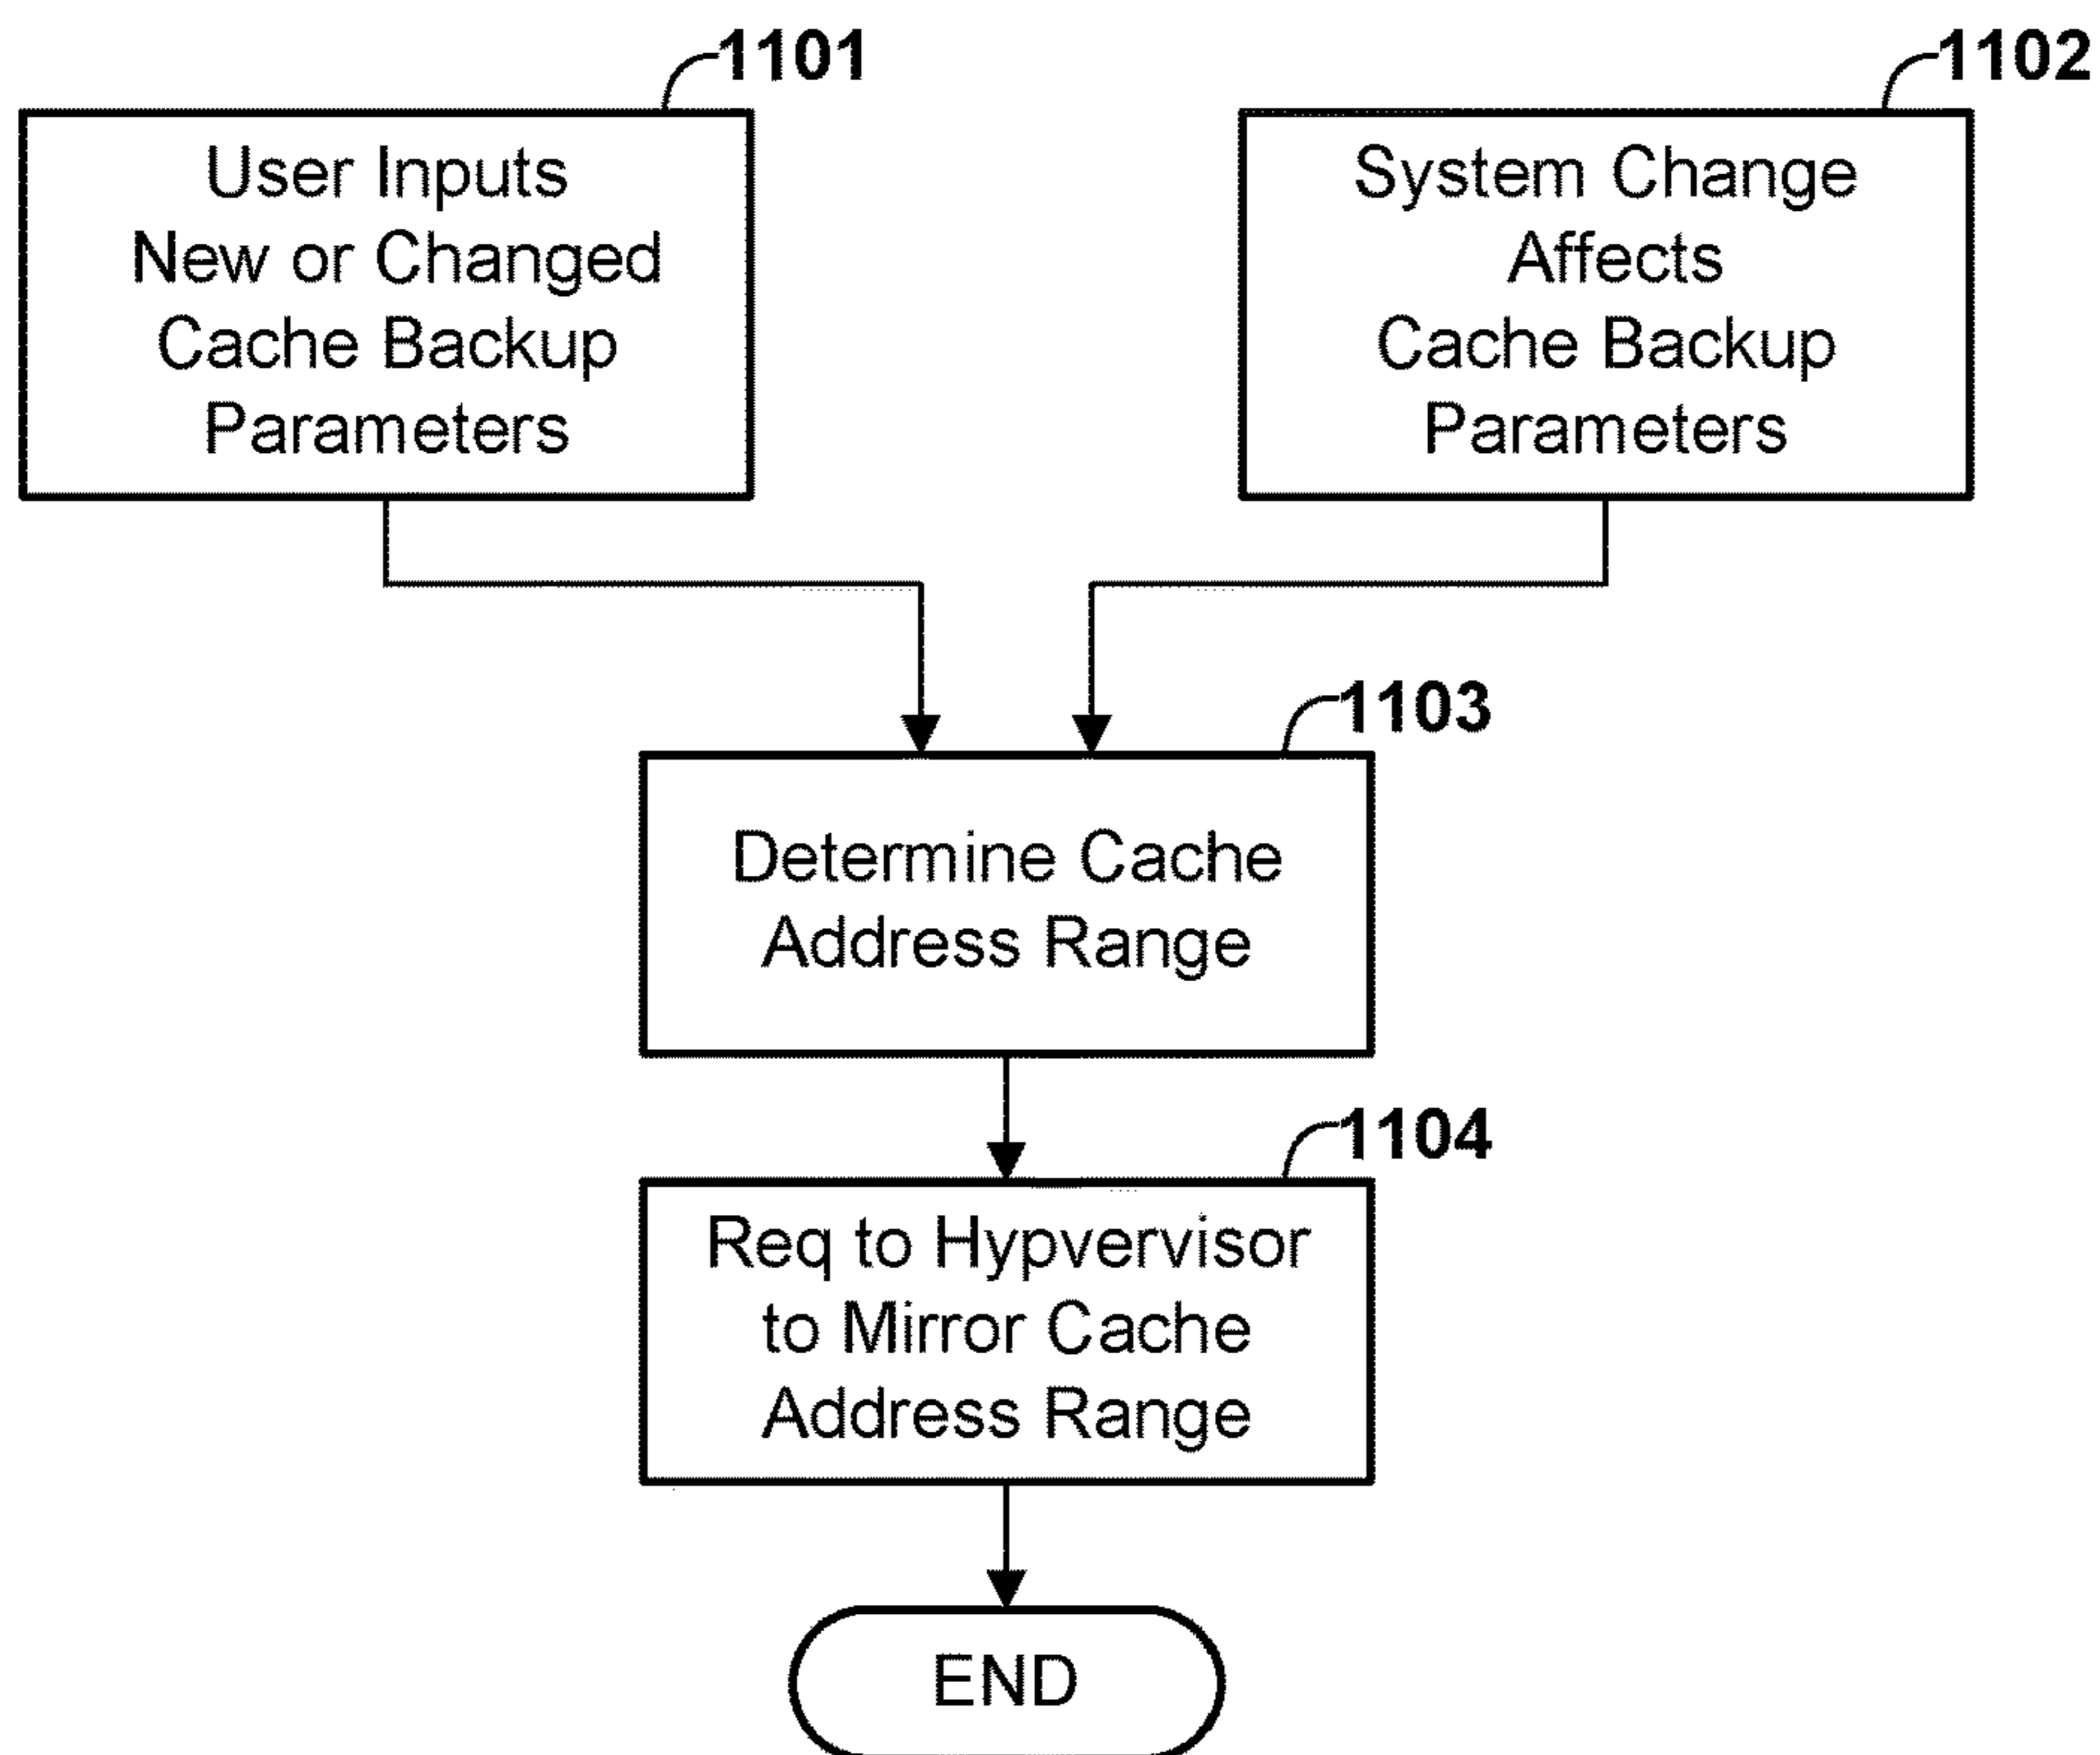 1101
User Inputs
New or Changed
Cache Backup
Parameters
1102
System Change
Affects
Cache Backup
Parameters
1103
Determine Cache
Address Range
1104
Req to Hypvervisor
to Mirror Cache
Address Range
END